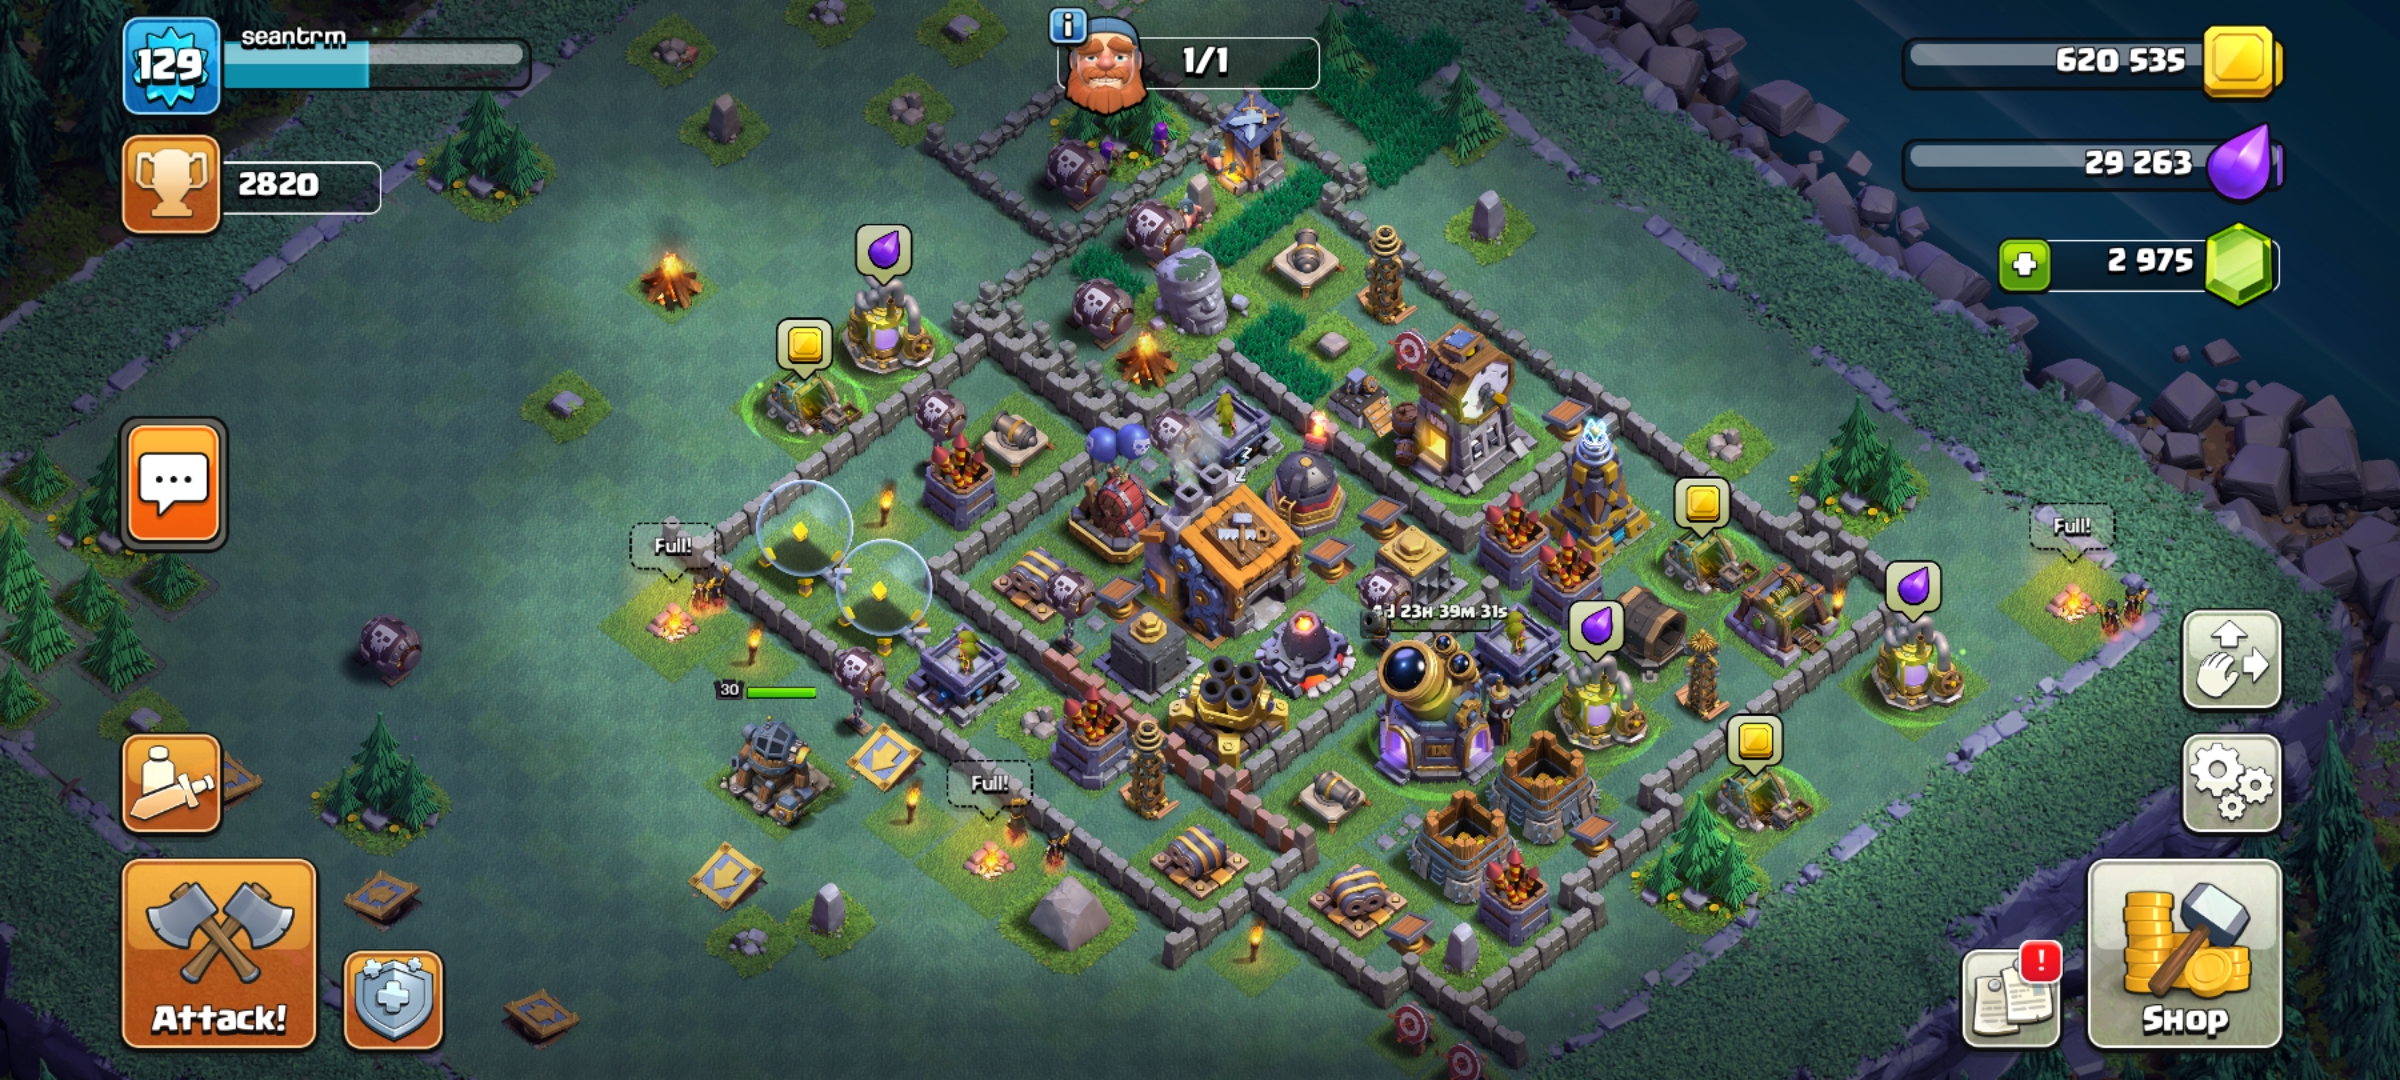 129
seantrm
2820
i
1/1
620 535
29 263
2 975
Full!
Full!
z
z
d 23H 39M 31s
30
Full!
Attack!
!
Shop